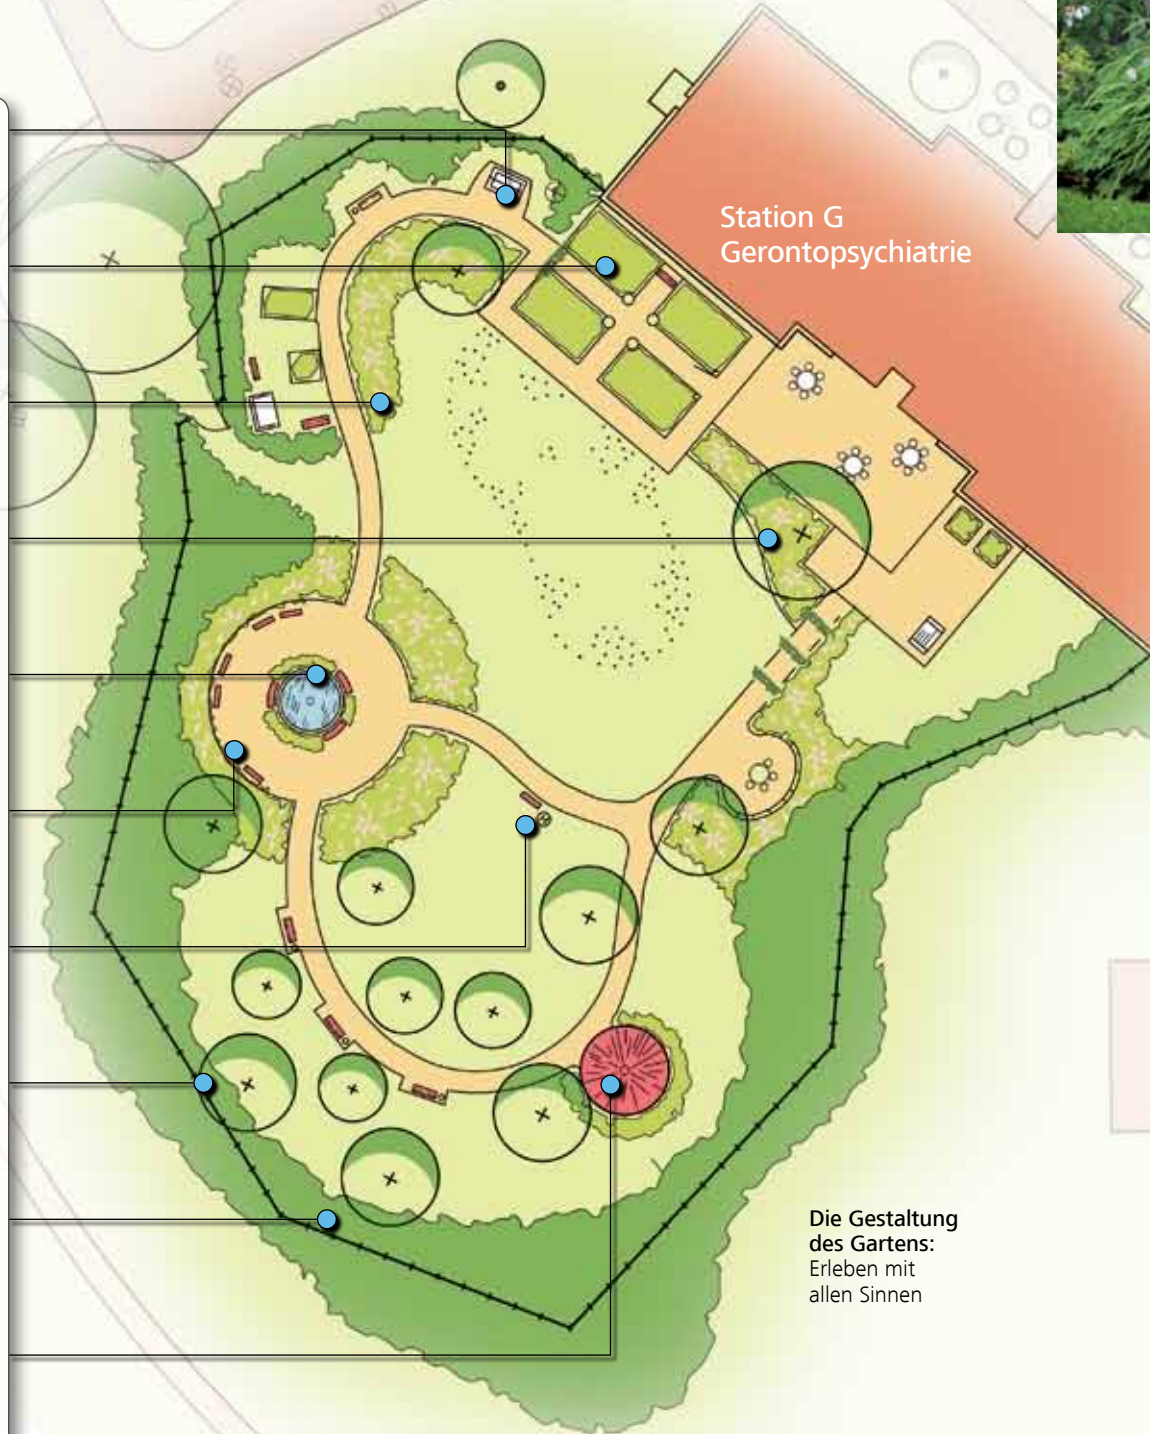 Station G
Gerontopsychiatrie
Die Gestaltung
des Gartens:
Erleben mit
allen Sinnen